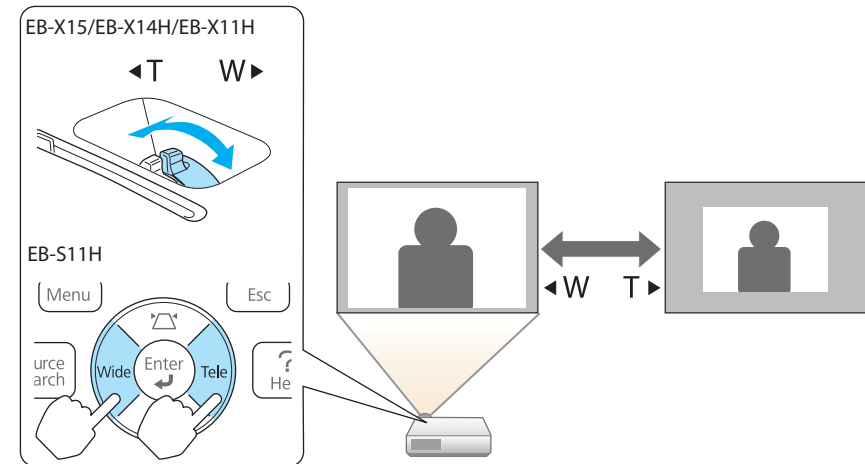 EB-X15/EB-X14H/EB-X11H
◄T W►
EB-S11H
Menu Esc
Wide Enter Tele
urce
arch
?
He
◄W T►